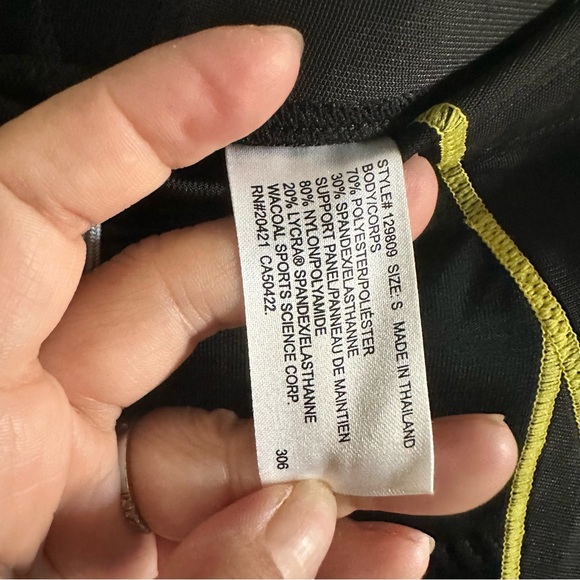 STYLE# 129809 SIZE: S MADE IN THAILAND
BODY/CORPS
70% POLYESTER/POLIÉSTER
30% SPANDEX/ELASTHANNE
SUPPORT PANEL/PANNEAU DE MAINTIEN
80% NYLON/POLYAMIDE
20% LYCRA® SPANDEX/ELASTHANNE
WACOAL SPORTS SCIENCE CORP.
RN#20421 CA50422.
306